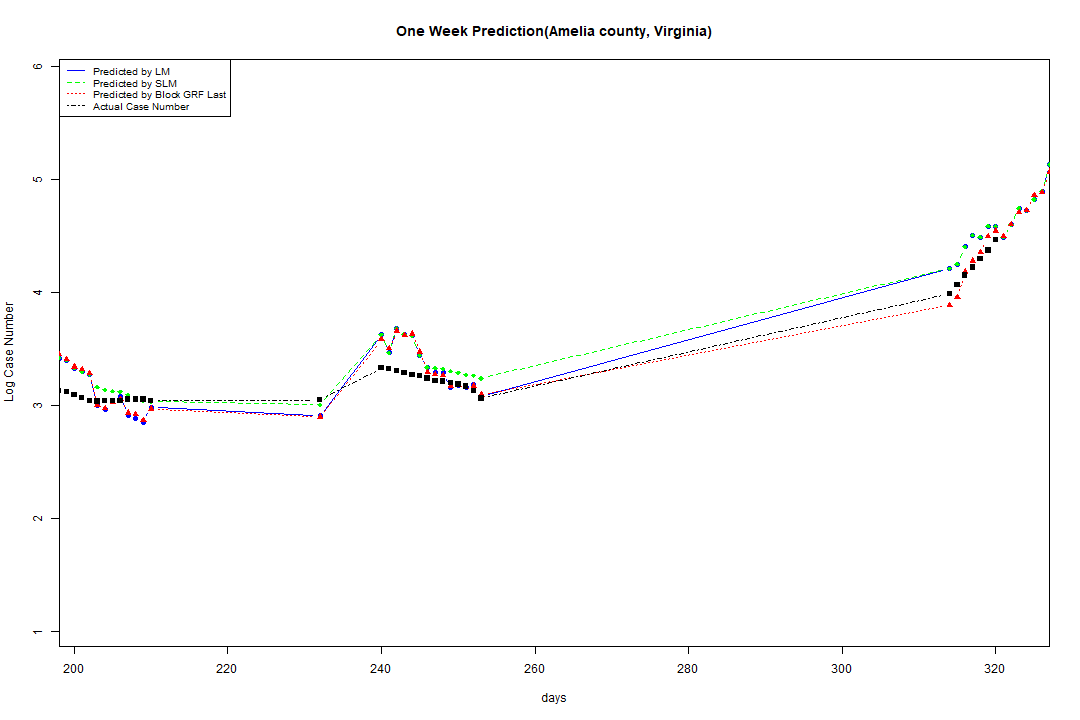 One Week Prediction(Amelia county, Virginia)
Predicted by LM
Predicted by SLM
Predicted by Block GRF Last
Actual Case Number
Log Case Number
6
5
4
3
2
1
200 220 240 260 280 300 320
days